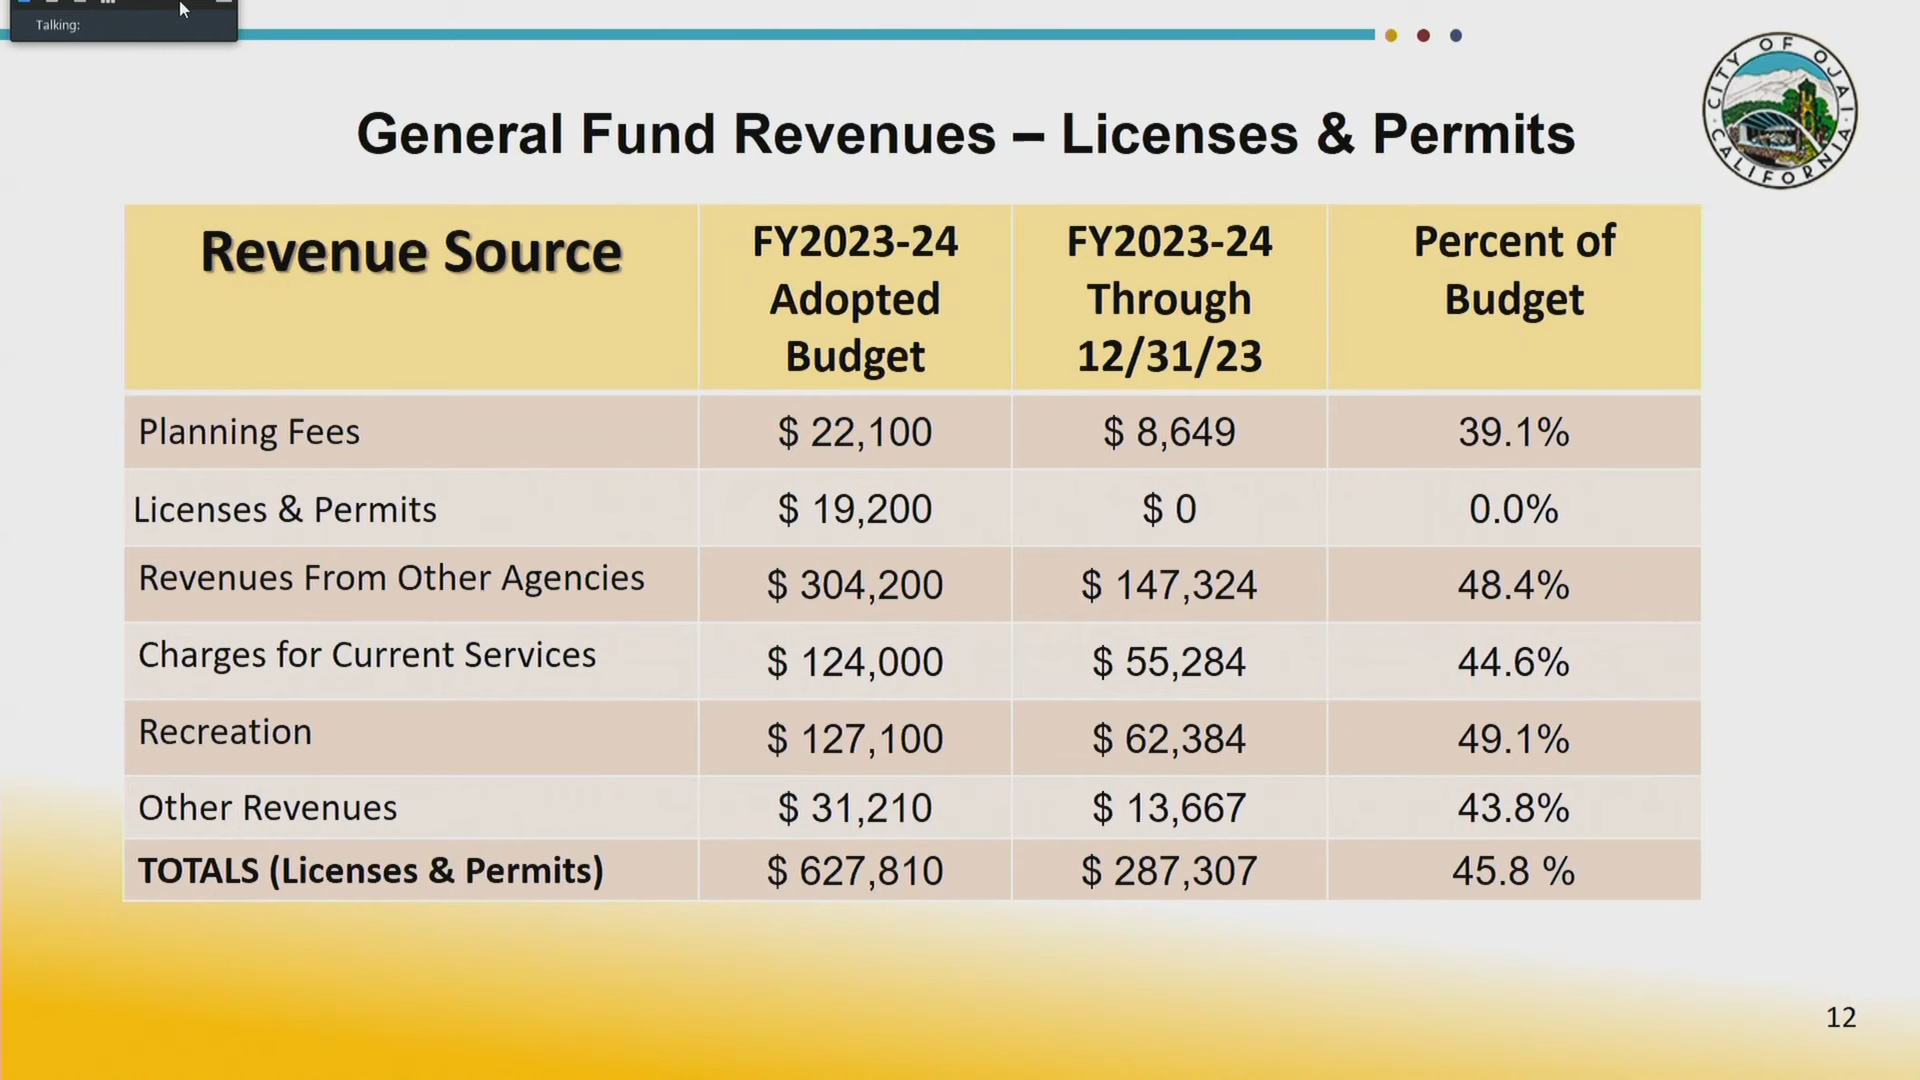 Talking:
CITY OF OJAI
CALIFORNIA
General Fund Revenues – Licenses & Permits
Revenue Source
FY2023-24
Adopted
Budget
FY2023-24
Through
12/31/23
Percent of
Budget
Planning Fees $ 22,100 $ 8,649 39.1%
Licenses & Permits $ 19,200 $ 0 0.0%
Revenues From Other Agencies $ 304,200 $ 147,324 48.4%
Charges for Current Services $ 124,000 $ 55,284 44.6%
Recreation $ 127,100 $ 62,384 49.1%
Other Revenues $ 31,210 $ 13,667 43.8%
TOTALS (Licenses & Permits) $ 627,810 $ 287,307 45.8 %
12